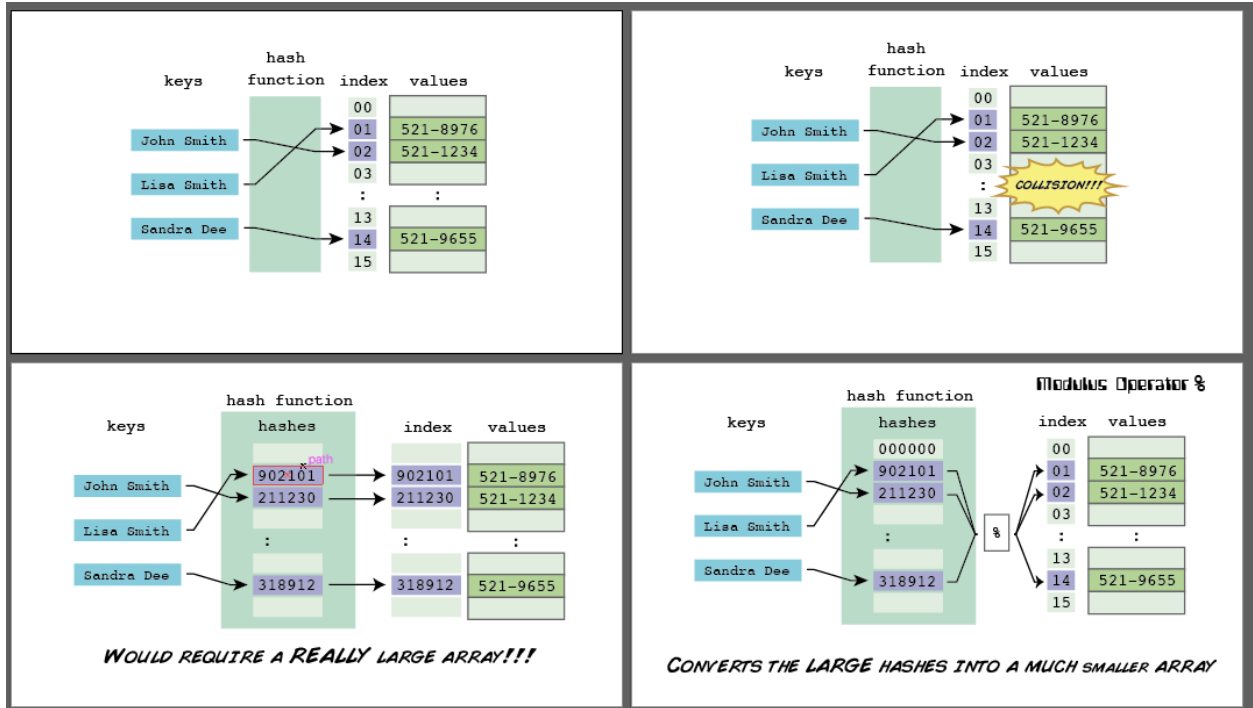 hash
keys function index values
00
01 521-8976
John Smith 02 521-1234
03
Lisa Smith : :
13
Sandra Dee 14 521-9655
15
hash
keys function index values
00
01 521-8976
John Smith 02 521-1234
03
Lisa Smith : COLLISION!!!
13
Sandra Dee 14 521-9655
15
hash function
keys hashes index values
x path
902101 902101 521-8976
John Smith 211230 211230 521-1234
Lisa Smith
: : :
Sandra Dee 318912 318912 521-9655
WOULD REQUIRE A REALLY LARGE ARRAY!!!
Modulus Operator %
hash function
keys hashes index values
000000 00
902101 01 521-8976
John Smith 211230 02 521-1234
03
Lisa Smith : % : :
13
Sandra Dee 318912 14 521-9655
15
CONVERTS THE LARGE HASHES INTO A MUCH SMALLER ARRAY